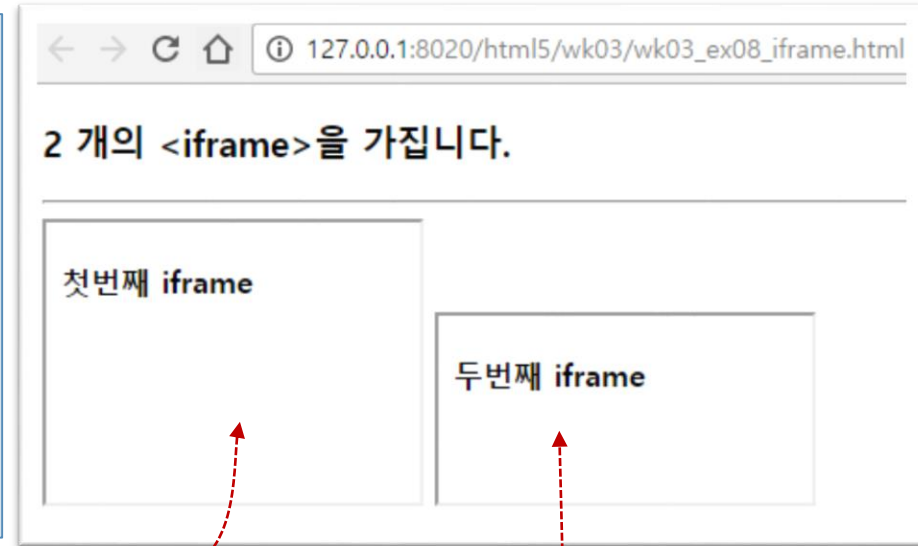 127.0.0.1:8020/html5/wk03/wk03_ex08_iframe.html
2 개의 <iframe>을 가집니다.
첫번째 iframe
두번째 iframe